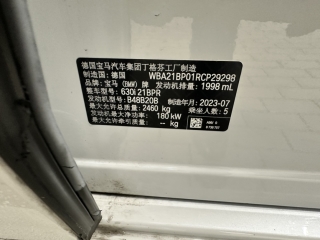 德国宝马汽车集团丁格芬工厂制造
制造国：德国 WBA21BP01RCP29298
品牌：宝马（BMW）牌 发动机排量：1998 mL
整车型号：630i 21BPR
发动机型号：B48B20B 制造年月：2023-07
最大允许总质量：2460 kg 乘坐人数：5
发动机最大净功率：180 kW